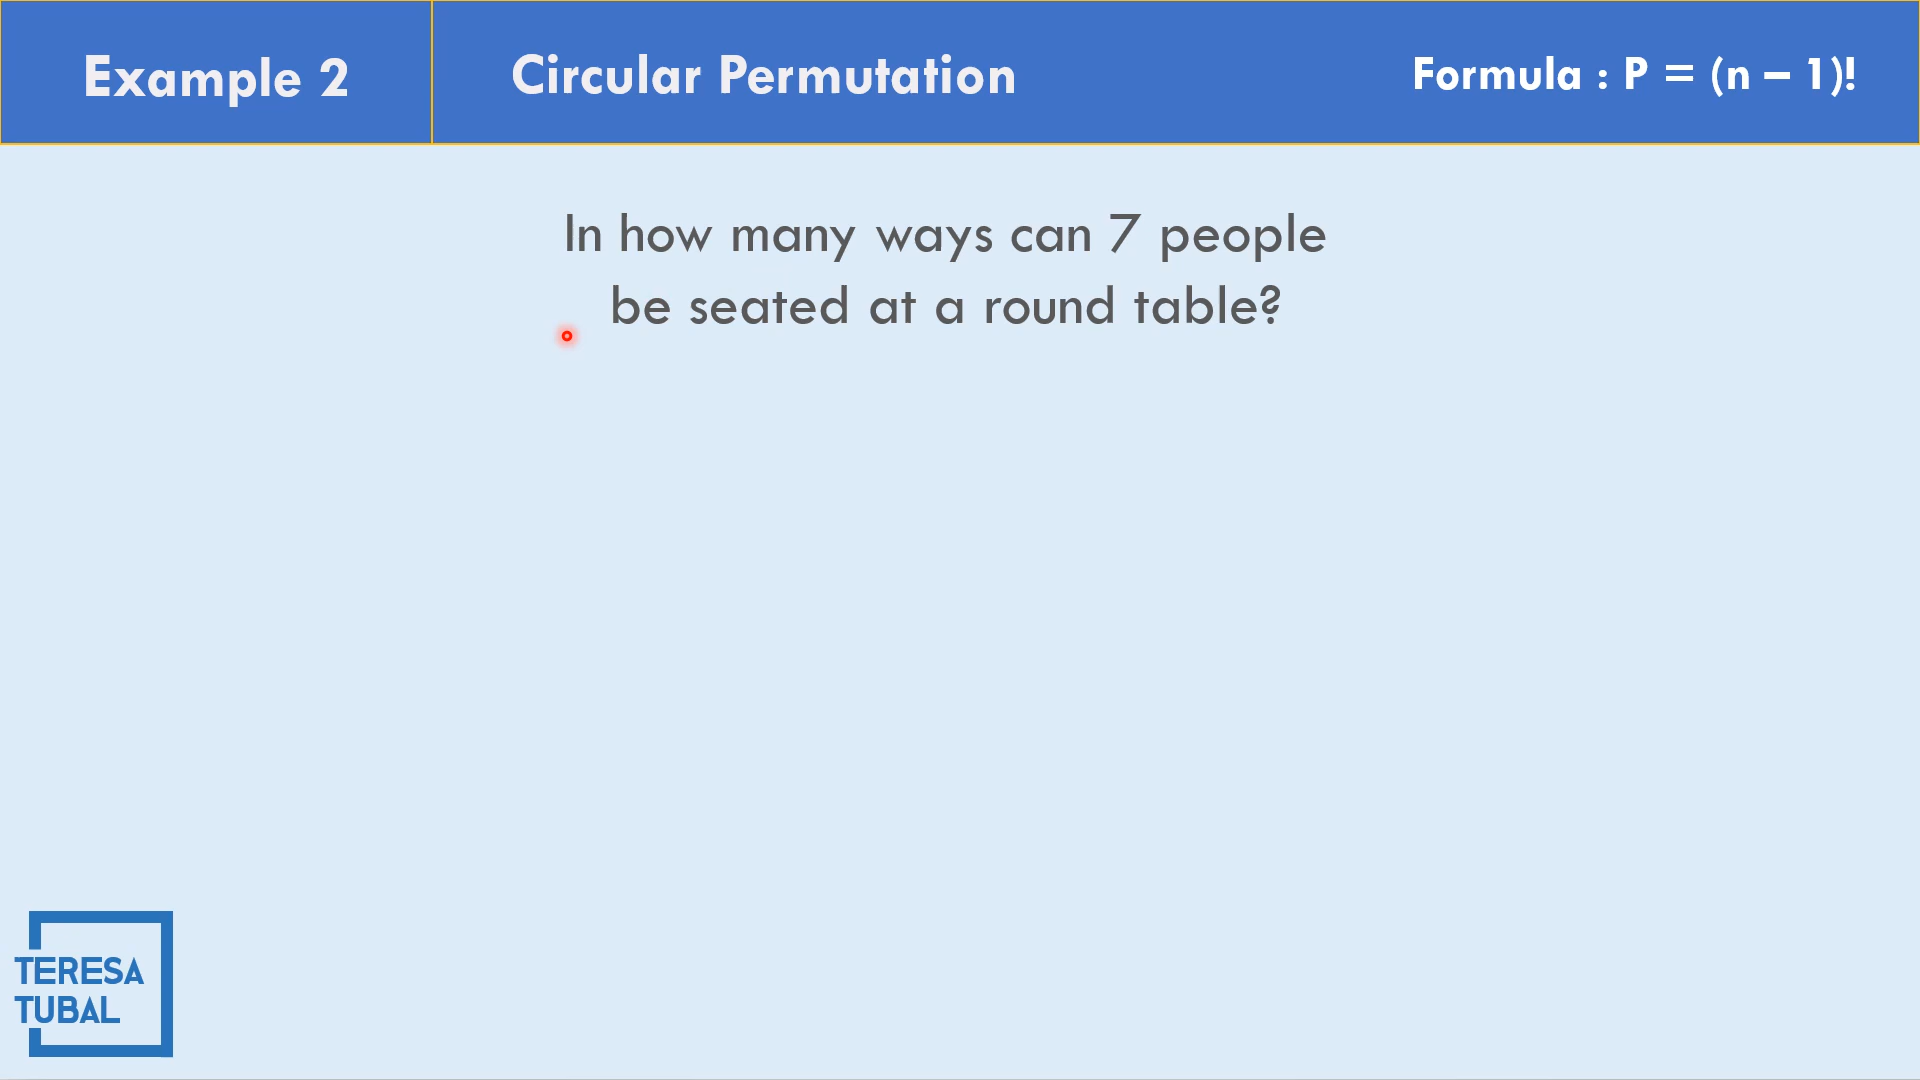 Example 2
Circular Permutation
Formula : P = (n – 1)!
In how many ways can 7 people
be seated at a round table?
TERESA
TUBAL